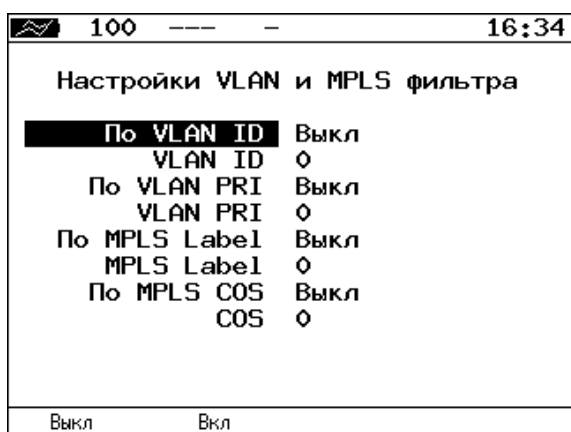 100 --- - 16:34
Настройки VLAN и MPLS фильтра
По VLAN ID Выкл
VLAN ID 0
По VLAN PRI Выкл
VLAN PRI 0
По MPLS Label Выкл
MPLS Label 0
По MPLS COS Выкл
COS 0
Выкл Вкл